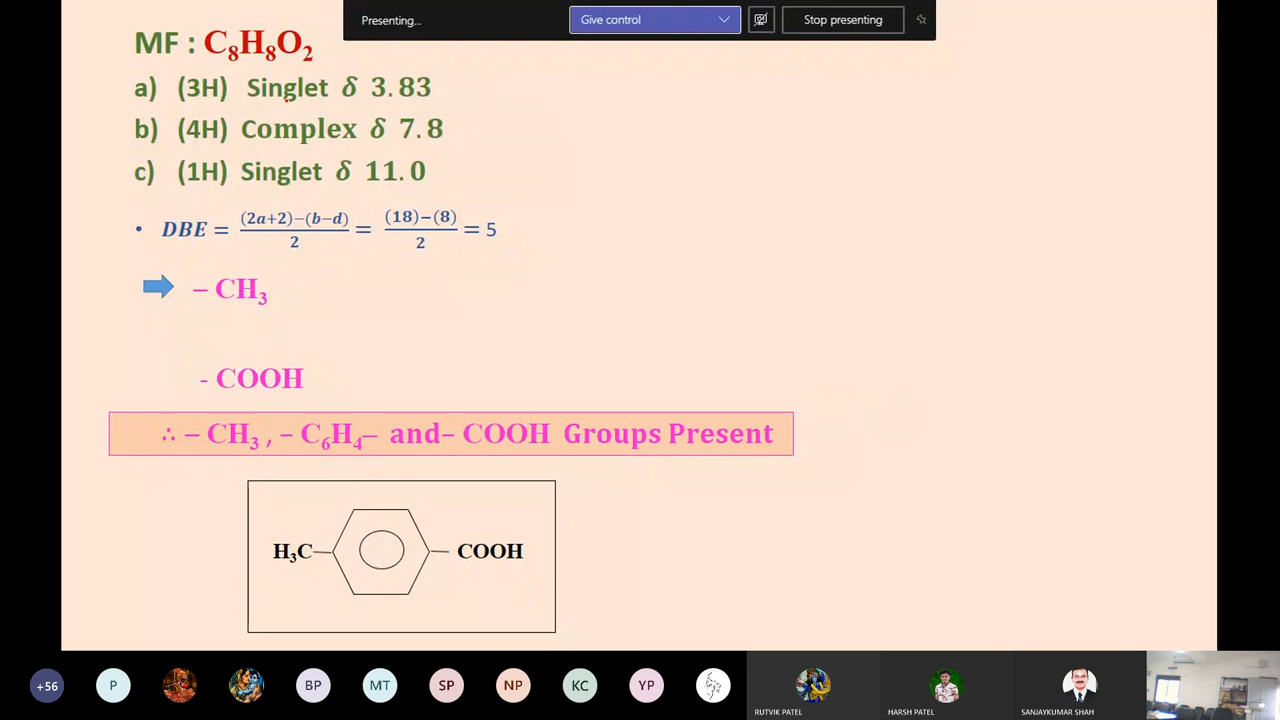 Presenting...
Give control
Stop presenting
MF : C₈H₈O₂
a) (3H) Singlet δ 3.83
b) (4H) Complex δ 7.8
c) (1H) Singlet δ 11.0
• DBE = (2a+2)−(b−d)/2 = (18)−(8)/2 = 5
– CH₃
- COOH
∴ – CH₃ , – C₆H₄– and– COOH Groups Present
H₃C COOH
+56 P BP MT SP NP KC YP
RUTVIK PATEL HARSH PATEL SANJAYKUMAR SHAH